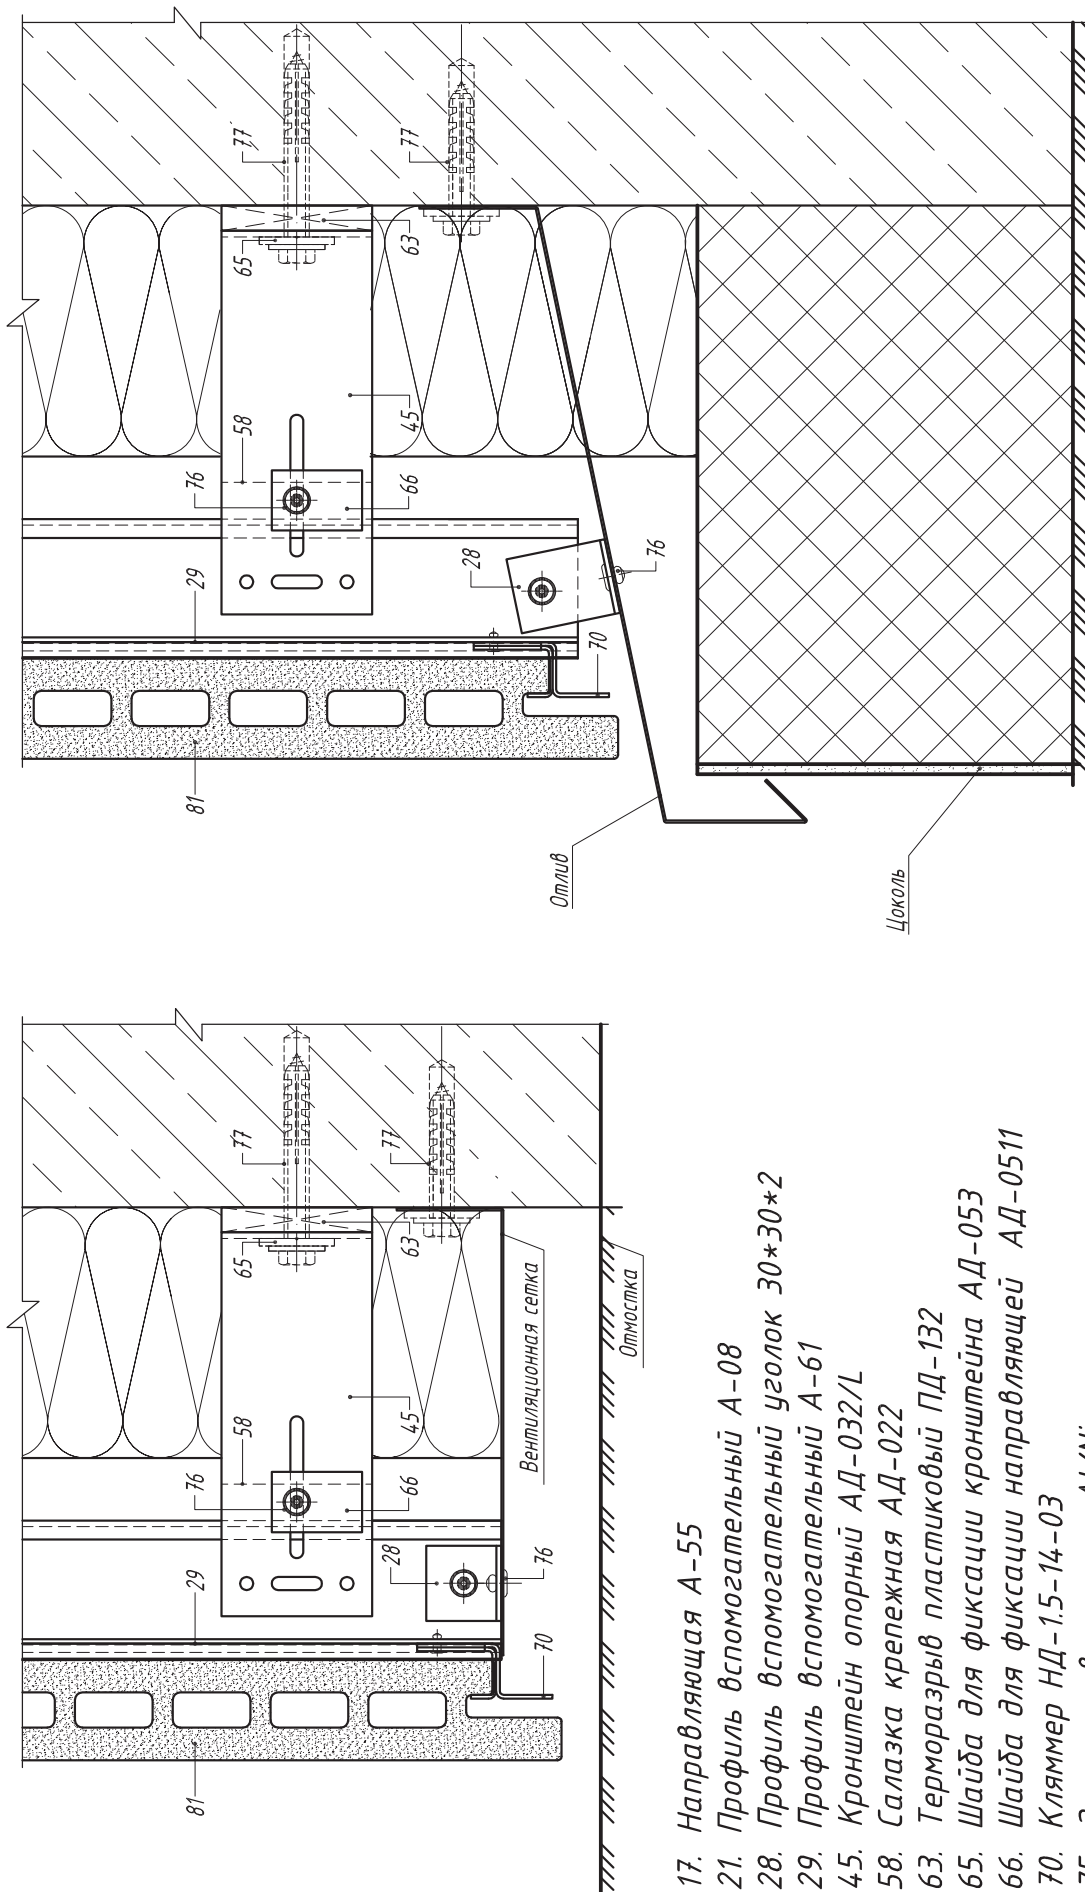 81
29
76
58
65
77
66
45
63
77
28
76
70
Вентиляционная сетка
Отмостка
81
29
76
58
65
77
66
45
63
77
28
76
70
Отлив
Цоколь
17. Направляющая А-55
21. Профиль вспомогательный А-08
28. Профиль вспомогательный уголок 30*30*2
29. Профиль вспомогательный А-61
45. Кронштейн опорный АД-032/L
58. Салазка крепежная АД-022
63. Терморазрыв пластиковый ПД-132
65. Шайба для фиксации кронштейна АД-053
66. Шайба для фиксации направляющей АД-0511
70. Кляммер НД-1.5-14-03
75.